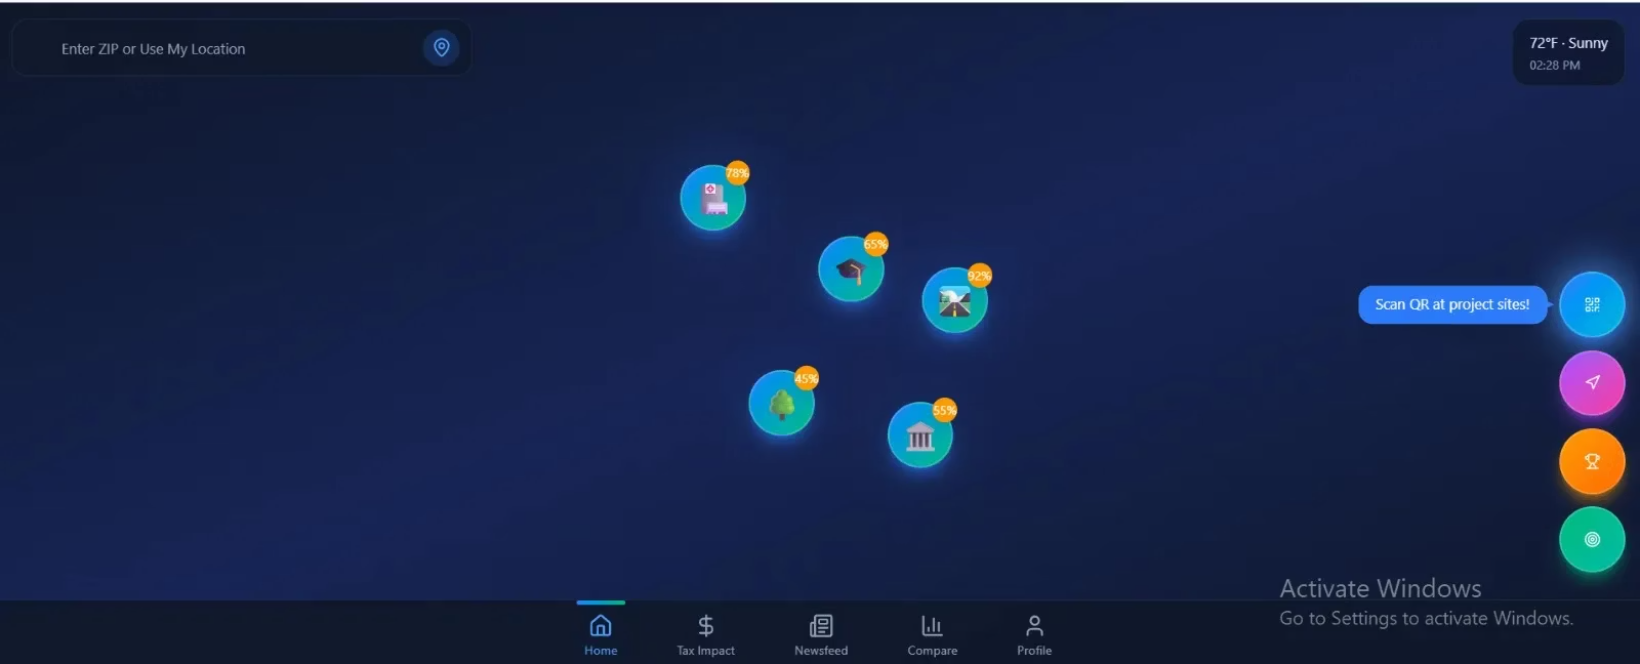 Enter ZIP or Use My Location
72°F · Sunny
02:28 PM
78%
65%
92%
Scan QR at project sites!
45%
55%
Activate Windows
Go to Settings to activate Windows.
Home
Tax Impact
Newsfeed
Compare
Profile